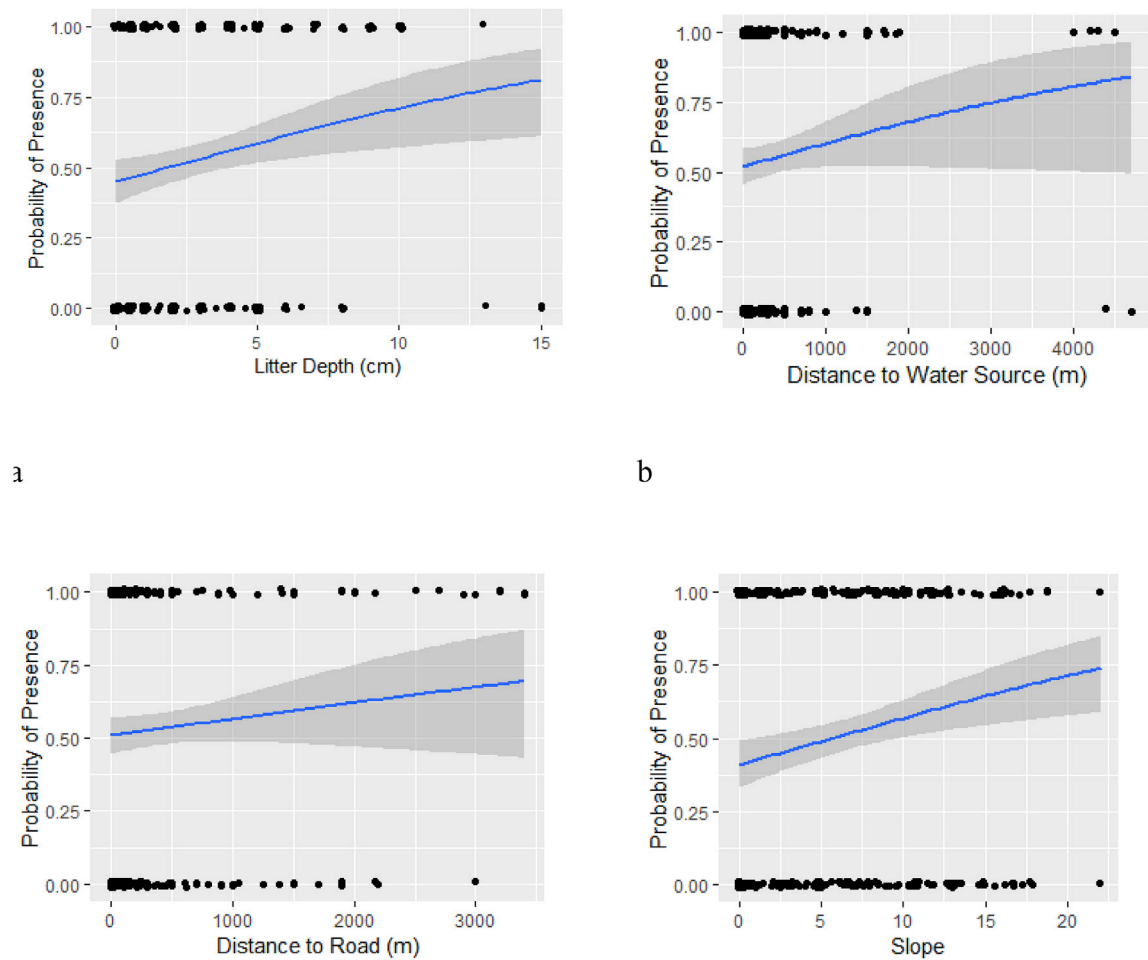 1.00
0.75
0.50
0.25
0.00
Probability of Presence
0 5 10 15
Litter Depth (cm)
1.00
0.75
0.50
0.25
0.00
Probability of Presence
0 1000 2000 3000 4000
Distance to Water Source (m)
a
b
1.00
0.75
0.50
0.25
0.00
Probability of Presence
0 1000 2000 3000
Distance to Road (m)
1.00
0.75
0.50
0.25
0.00
Probability of Presence
0 5 10 15 20
Slope